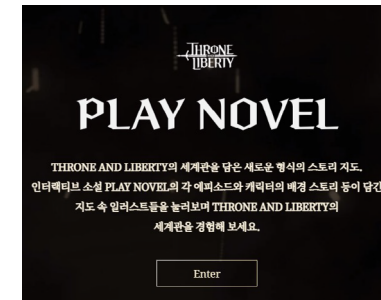 THRONE
LIBERTY
PLAY NOVEL
THRONE AND LIBERTY의 세계관을 담은 새로운 형식의 스토리 지도.
인터랙티브 소설 PLAY NOVEL의 각 에피소드와 캐릭터의 배경 스토리 등이 담긴
지도 속 일러스트들을 눌러보며 THRONE AND LIBERTY의
세계관을 경험해 보세요.
Enter